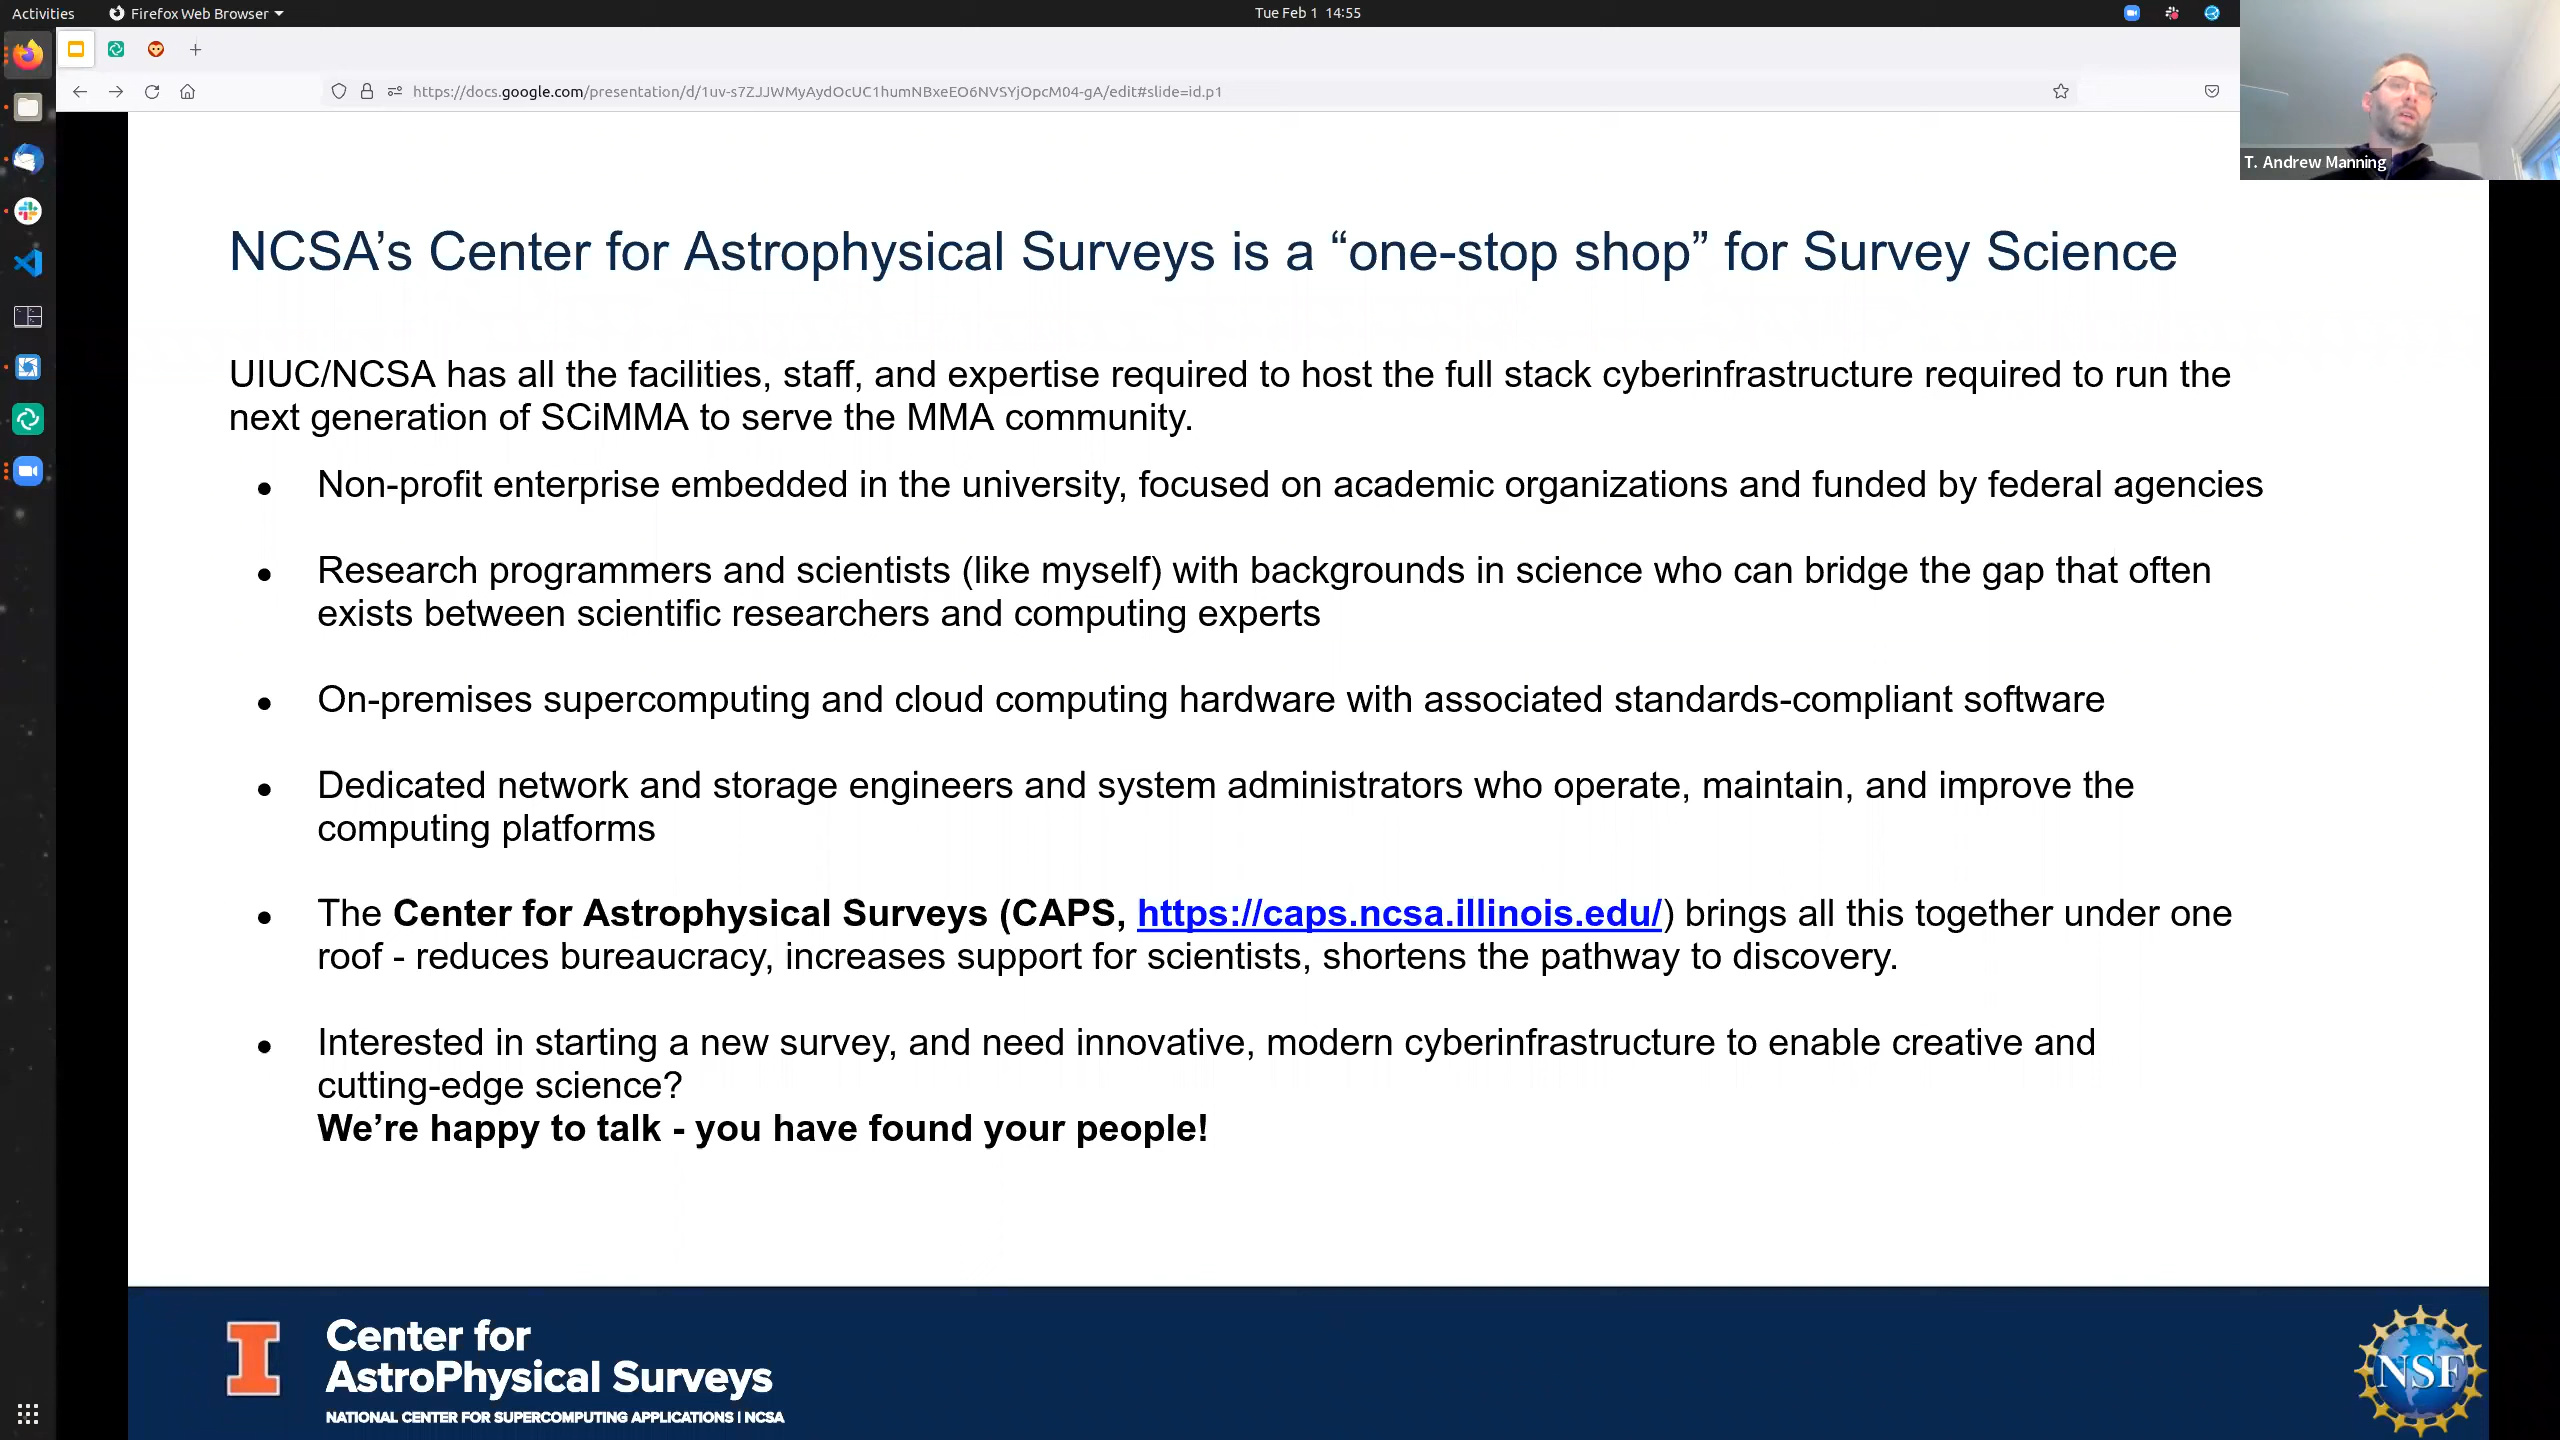 Activities
Firefox Web Browser
Tue Feb 1 14:55
https://docs.google.com/presentation/d/1uv-s7ZJJWMyAydOcUC1humNBxeEO6NVSYjOpcM04-gA/edit#slide=id.p1
T. Andrew Manning
NCSA’s Center for Astrophysical Surveys is a “one-stop shop” for Survey Science
UIUC/NCSA has all the facilities, staff, and expertise required to host the full stack cyberinfrastructure required to run the
next generation of SCiMMA to serve the MMA community.
● Non-profit enterprise embedded in the university, focused on academic organizations and funded by federal agencies
● Research programmers and scientists (like myself) with backgrounds in science who can bridge the gap that often
exists between scientific researchers and computing experts
● On-premises supercomputing and cloud computing hardware with associated standards-compliant software
● Dedicated network and storage engineers and system administrators who operate, maintain, and improve the
computing platforms
● The Center for Astrophysical Surveys (CAPS, https://caps.ncsa.illinois.edu/) brings all this together under one
roof - reduces bureaucracy, increases support for scientists, shortens the pathway to discovery.
● Interested in starting a new survey, and need innovative, modern cyberinfrastructure to enable creative and
cutting-edge science?
We’re happy to talk - you have found your people!
I
Center for
AstroPhysical Surveys
NATIONAL CENTER FOR SUPERCOMPUTING APPLICATIONS | NCSA
NSF